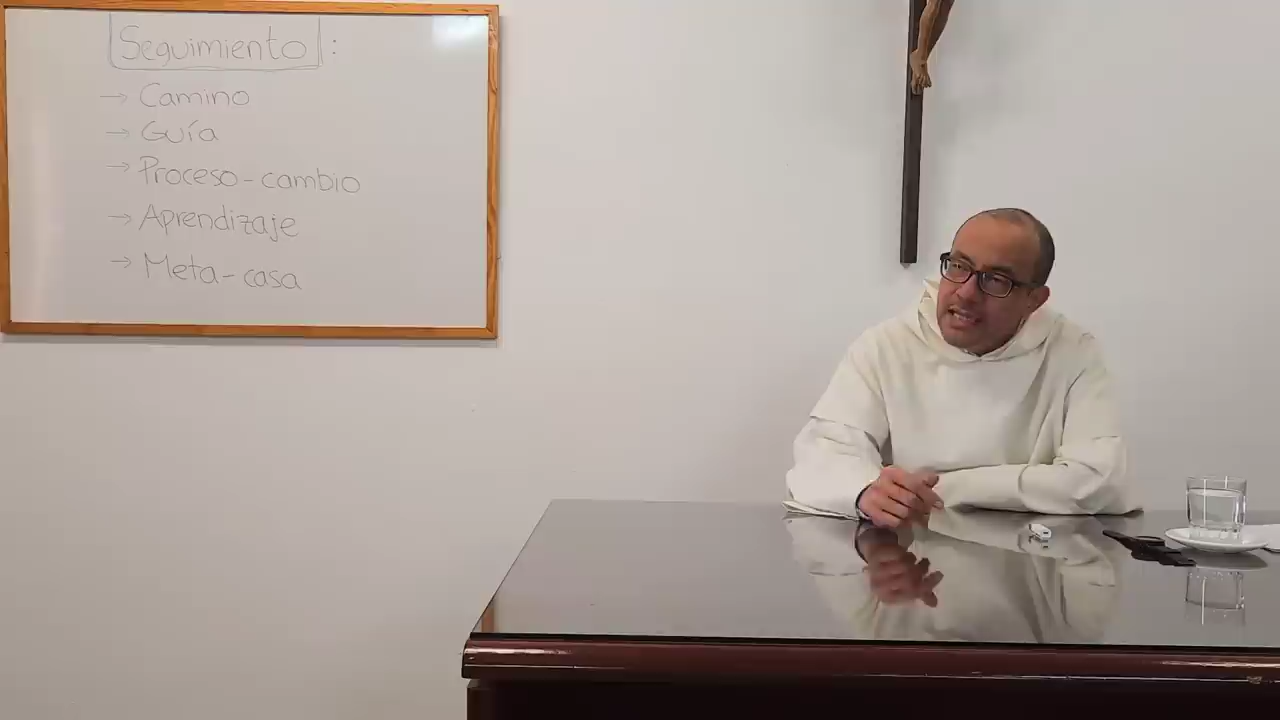 Seguimiento :
→ Camino
→ Guía
→ Proceso-cambio
→ Aprendizaje
→ Meta-casa